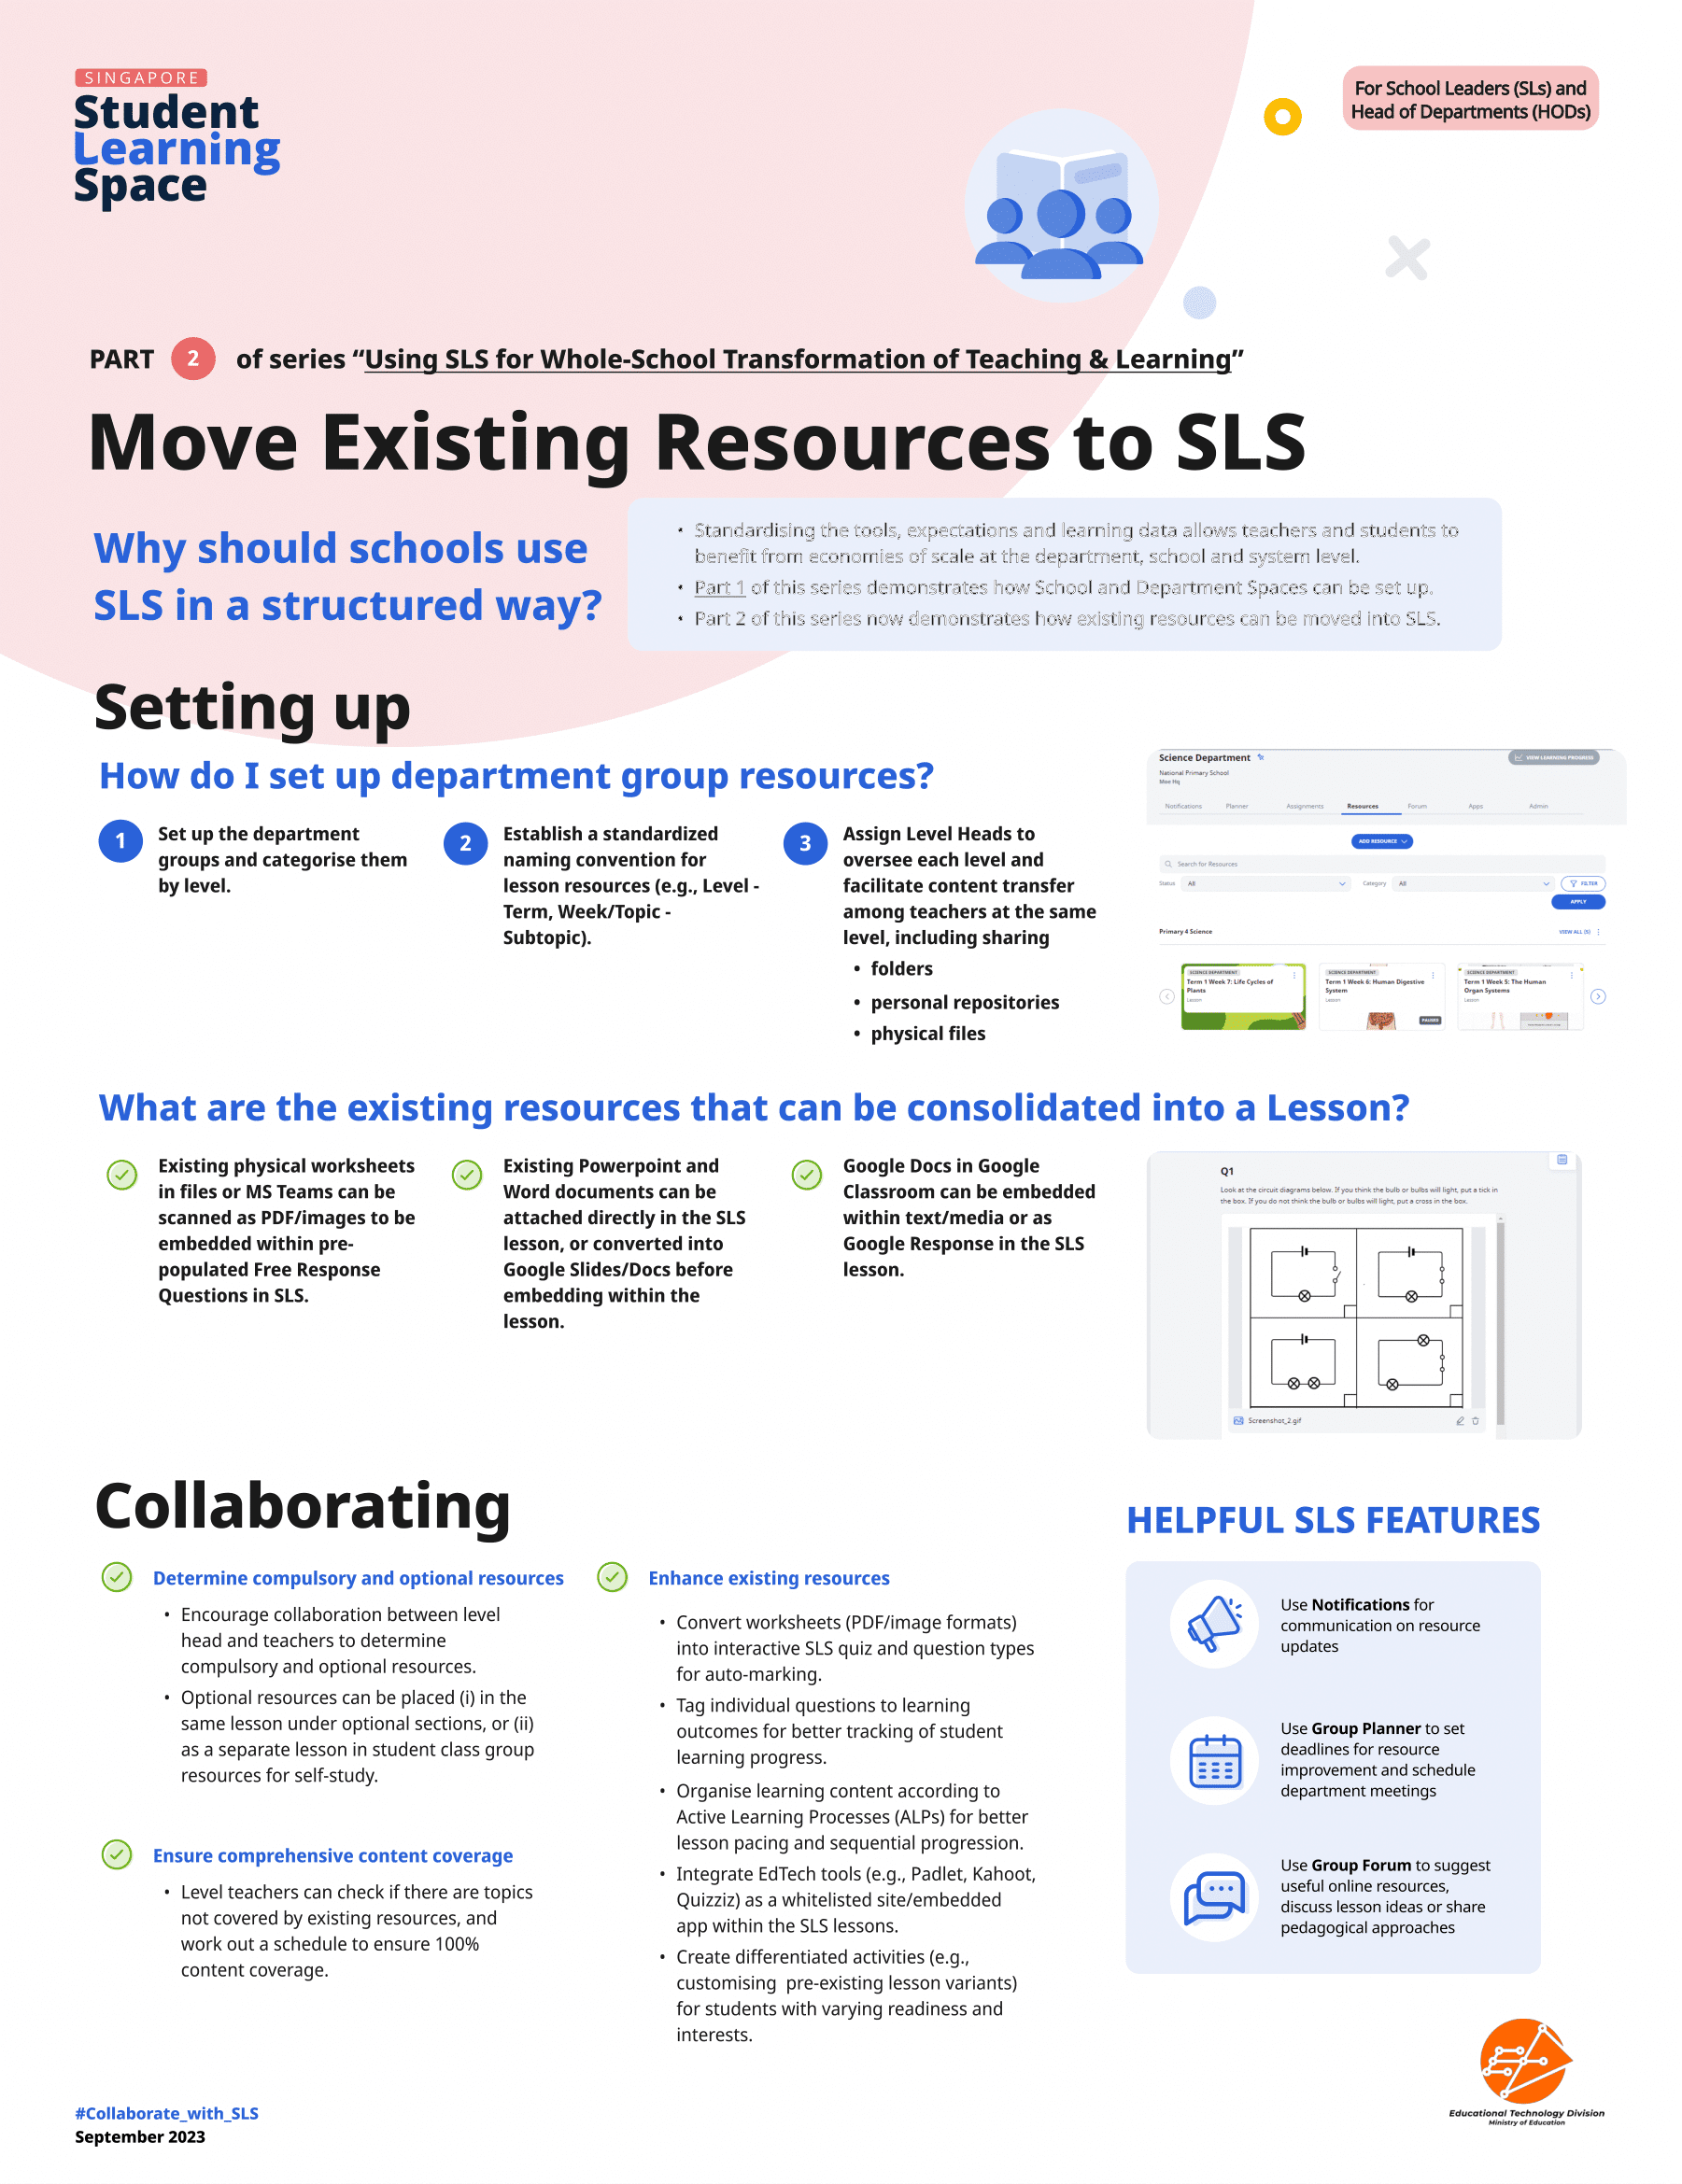 SINGAPORE
Student
Learning
Space
For School Leaders (SLs) and
Head of Departments (HODs)
PART 2 of series “Using SLS for Whole-School Transformation of Teaching & Learning”
Move Existing Resources to SLS
Why should schools use
SLS in a structured way?
• Standardising the tools, expectations and learning data allows teachers and students to
benefit from economies of scale at the department, school and system level.
• Part 1 of this series demonstrates how School and Department Spaces can be set up.
• Part 2 of this series now demonstrates how existing resources can be moved into SLS.
Setting up
How do I set up department group resources?
1
Set up the department
groups and categorise them
by level.
2
Establish a standardized
naming convention for
lesson resources (e.g., Level -
Term, Week/Topic -
Subtopic).
3
Assign Level Heads to
oversee each level and
facilitate content transfer
among teachers at the same
level, including sharing
• folders
• personal repositories
• physical files
Science Department
VIEW LEARNING PROGRESS
National Primary School
Moe Hq
Notifications Planner Assignments Resources Forum Apps Admin
ADD RESOURCE
Search for Resources
Status All Category All FILTER
APPLY
Primary 4 Science VIEW ALL (5)
SCIENCE DEPARTMENT
Term 1 Week 7: Life Cycles of
Plants
Lesson
SCIENCE DEPARTMENT
Term 1 Week 6: Human Digestive
System
Lesson
PAUSED
SCIENCE DEPARTMENT
Term 1 Week 5: The Human
Organ Systems
Lesson
What are the existing resources that can be consolidated into a Lesson?
Existing physical worksheets
in files or MS Teams can be
scanned as PDF/images to be
embedded within pre-
populated Free Response
Questions in SLS.
Existing Powerpoint and
Word documents can be
attached directly in the SLS
lesson, or converted into
Google Slides/Docs before
embedding within the
lesson.
Google Docs in Google
Classroom can be embedded
within text/media or as
Google Response in the SLS
lesson.
Q1
Look at the circuit diagrams below. If you think the bulb or bulbs will light, put a tick in
the box. If you do not think the bulb or bulbs will light, put a cross in the box.
Screenshot_2.gif
Collaborating
Determine compulsory and optional resources
• Encourage collaboration between level
head and teachers to determine
compulsory and optional resources.
• Optional resources can be placed (i) in the
same lesson under optional sections, or (ii)
as a separate lesson in student class group
resources for self-study.
Ensure comprehensive content coverage
• Level teachers can check if there are topics
not covered by existing resources, and
work out a schedule to ensure 100%
content coverage.
Enhance existing resources
• Convert worksheets (PDF/image formats)
into interactive SLS quiz and question types
for auto-marking.
• Tag individual questions to learning
outcomes for better tracking of student
learning progress.
• Organise learning content according to
Active Learning Processes (ALPs) for better
lesson pacing and sequential progression.
• Integrate EdTech tools (e.g., Padlet, Kahoot,
Quizziz) as a whitelisted site/embedded
app within the SLS lessons.
• Create differentiated activities (e.g.,
customising pre-existing lesson variants)
for students with varying readiness and
interests.
HELPFUL SLS FEATURES
Use Notifications for
communication on resource
updates
Use Group Planner to set
deadlines for resource
improvement and schedule
department meetings
Use Group Forum to suggest
useful online resources,
discuss lesson ideas or share
pedagogical approaches
#Collaborate_with_SLS
September 2023
Educational Technology Division
Ministry of Education